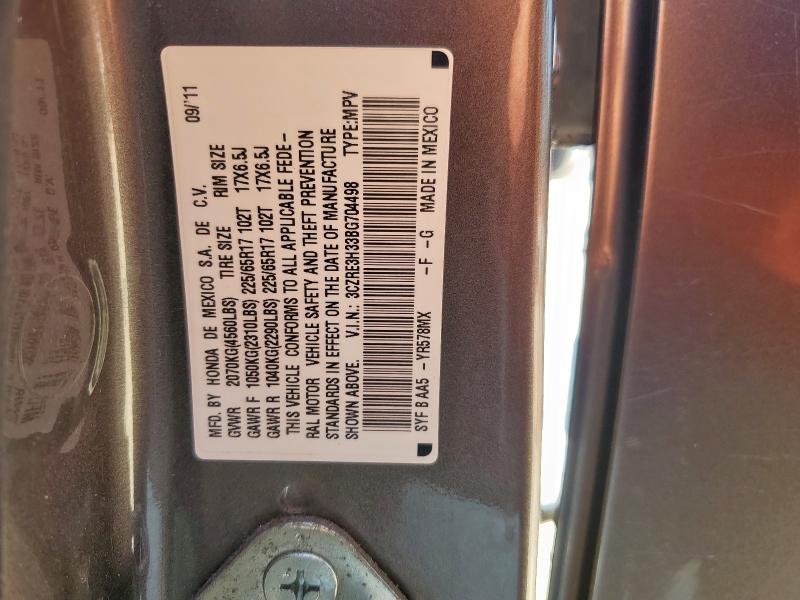 MFD. BY HONDA DE MEXICO S.A. DE C.V. 09/'11
GVWR 2070KG(4560LBS) TIRE SIZE RIM SIZE
GAWR F 1050KG(2310LBS) 225/65R17 102T 17X6.5J
GAWR R 1040KG(2290LBS) 225/65R17 102T 17X6.5J
THIS VEHICLE CONFORMS TO ALL APPLICABLE FEDE-
RAL MOTOR VEHICLE SAFETY AND THEFT PREVENTION
STANDARDS IN EFFECT ON THE DATE OF MANUFACTURE
SHOWN ABOVE. V.I.N.: 3CZRE3H33BG704498 TYPE:MPV
SYF B AA5 -YR578MX -F -G MADE IN MEXICO